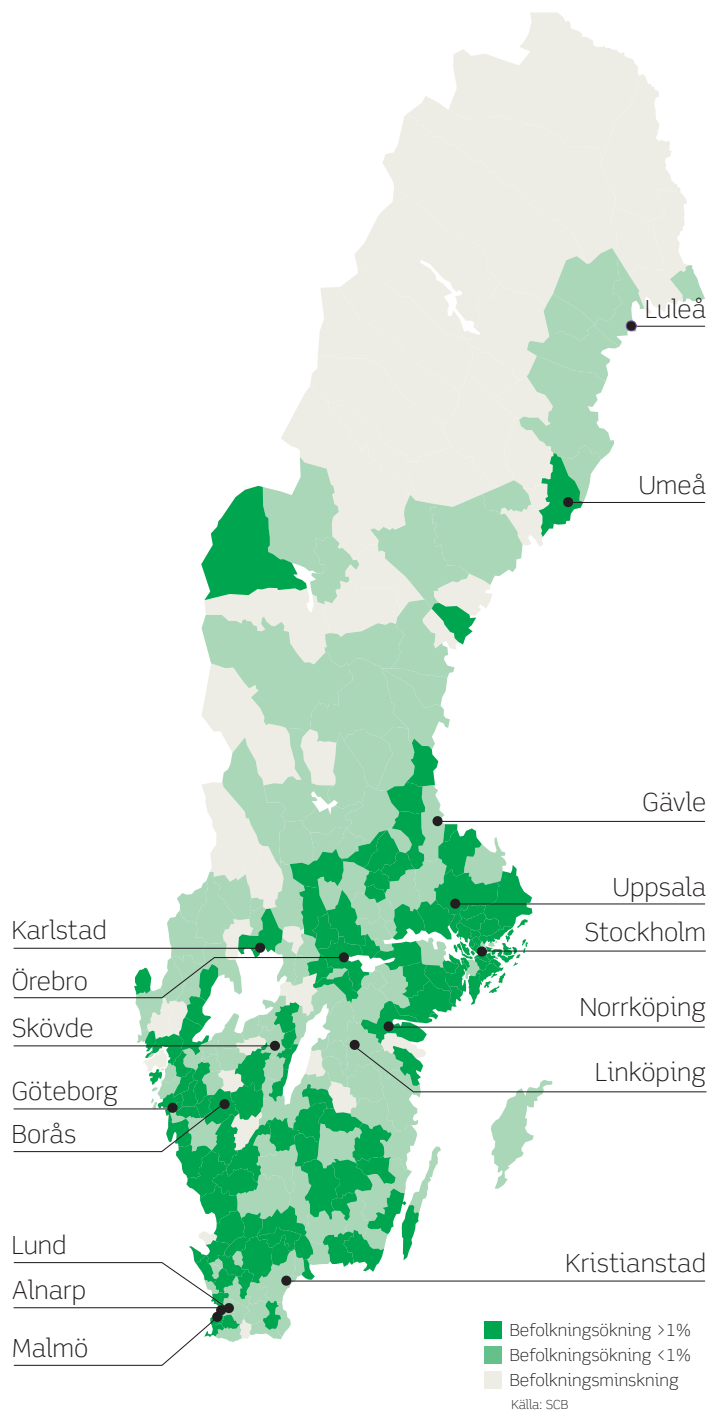 Luleå
Umeå
Gävle
Uppsala
Karlstad
Stockholm
Örebro
Norrköping
Skövde
Linköping
Göteborg
Borås
Lund
Kristianstad
Alnarp
Malmö
Befolkningsökning >1%
Befolkningsökning <1%
Befolkningsminskning
Källa: SCB